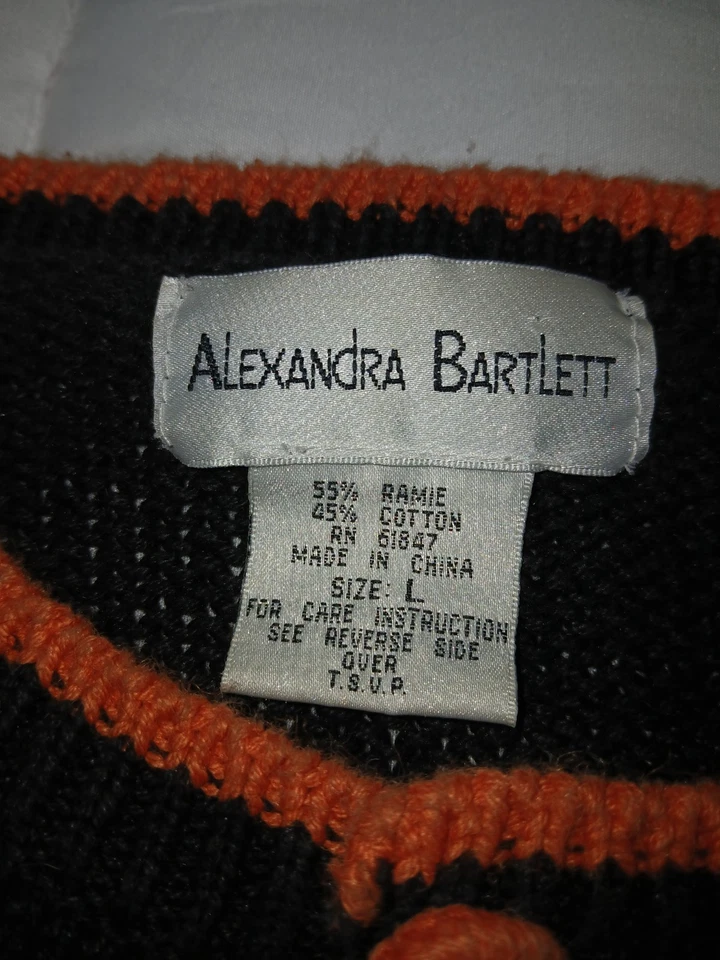 ALEXANdRA BARTLETT
55% RAMIE
45% COTTON
RN 61847
MADE IN CHINA
SIZE: L
FOR CARE INSTRUCTION
SEE REVERSE SIDE
OVER
T.S.V.P.